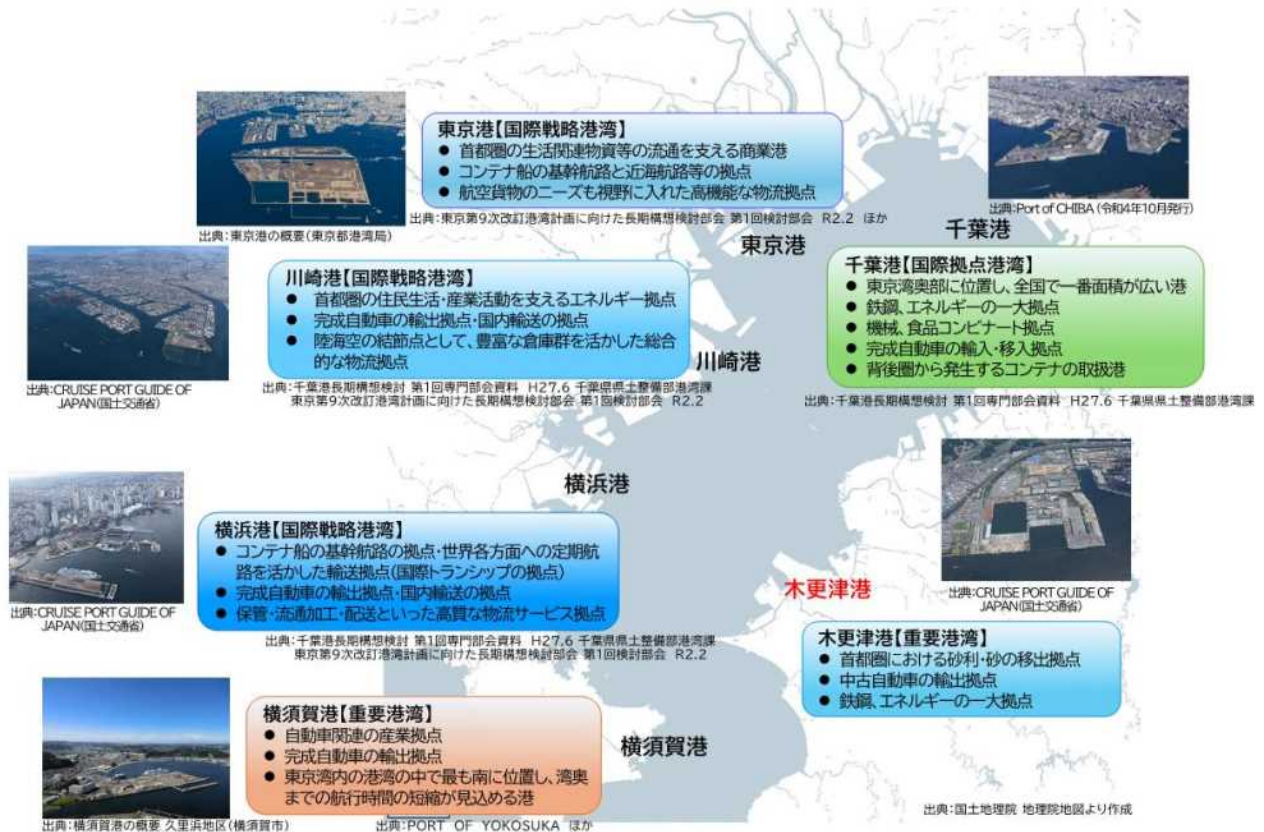 東京港【国際戦略港湾】
● 首都圏の生活関連物資等の流通を支える商業港
● コンテナ船の基幹航路と近海航路等の拠点
● 航空貨物のニーズも視野に入れた高機能な物流拠点
出典:東京第9次改訂港湾計画に向けた長期構想検討部会 第1回検討部会 R2.2 ほか
出典:東京港の概要(東京都港湾局)
出典:Port of CHIBA (令和4年10月発行)
東京港
千葉港
川崎港【国際戦略港湾】
● 首都圏の住民生活・産業活動を支えるエネルギー拠点
● 完成自動車の輸出拠点・国内輸送の拠点
● 陸海空の結節点として、豊富な倉庫群を活かした総合
的な物流拠点
出典:千葉港長期構想検討 第1回専門部会資料 H27.6 千葉県県土整備部港湾課
東京第9次改訂港湾計画に向けた長期構想検討部会 第1回検討部会 R2.2
出典:CRUISE PORT GUIDE OF
JAPAN(国土交通省)
川崎港
千葉港【国際拠点港湾】
● 東京湾奥部に位置し、全国で一番面積が広い港
● 鉄鋼、エネルギーの一大拠点
● 機械、食品コンビナート拠点
● 完成自動車の輸入・移入拠点
● 背後圏から発生するコンテナの取扱港
出典:千葉港長期構想検討 第1回専門部会資料 H27.6 千葉県県土整備部港湾課
横浜港
横浜港【国際戦略港湾】
● コンテナ船の基幹航路の拠点・世界各方面への定期航
路を活かした輸送拠点(国際トランシップの拠点)
● 完成自動車の輸出拠点・国内輸送の拠点
● 保管・流通加工・配送といった高質な物流サービス拠点
出典:千葉港長期構想検討 第1回専門部会資料 H27.6 千葉県県土整備部港湾課
東京第9次改訂港湾計画に向けた長期構想検討部会 第1回検討部会 R2.2
出典:CRUISE PORT GUIDE OF
JAPAN(国土交通省)
木更津港
出典:CRUISE PORT GUIDE OF
JAPAN(国土交通省)
木更津港【重要港湾】
● 首都圏における砂利・砂の移出拠点
● 中古自動車の輸出拠点
● 鉄鋼、エネルギーの一大拠点
横須賀港【重要港湾】
● 自動車関連の産業拠点
● 完成自動車の輸出拠点
● 東京湾内の港湾の中で最も南に位置し、湾奥
までの航行時間の短縮が見込める港
横須賀港
出典:横須賀港の概要 久里浜地区(横須賀市)
出典:PORT OF YOKOSUKA ほか
出典:国土地理院 地理院地図より作成